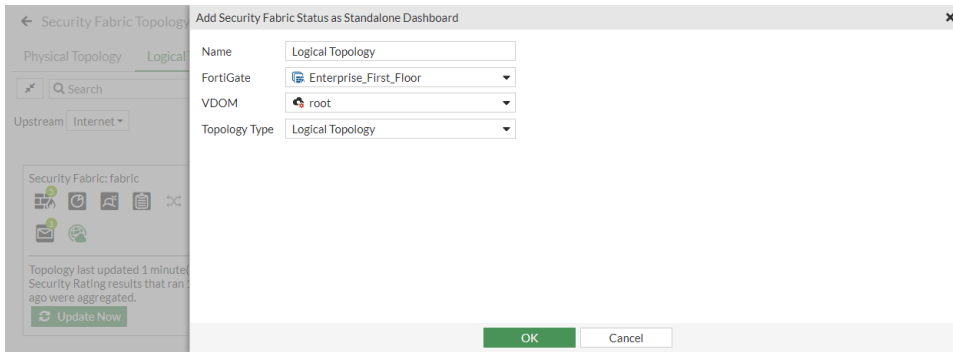 Security Fabric Topology
Add Security Fabric Status as Standalone Dashboard
Physical Topology Logical
Name Logical Topology
FortiGate Enterprise_First_Floor
Search
VDOM root
Upstream Internet
Topology Type Logical Topology
Security Fabric: fabric
5
Topology last updated 1 minute(
Security Rating results that ran
ago were aggregated.
Update Now
OK Cancel